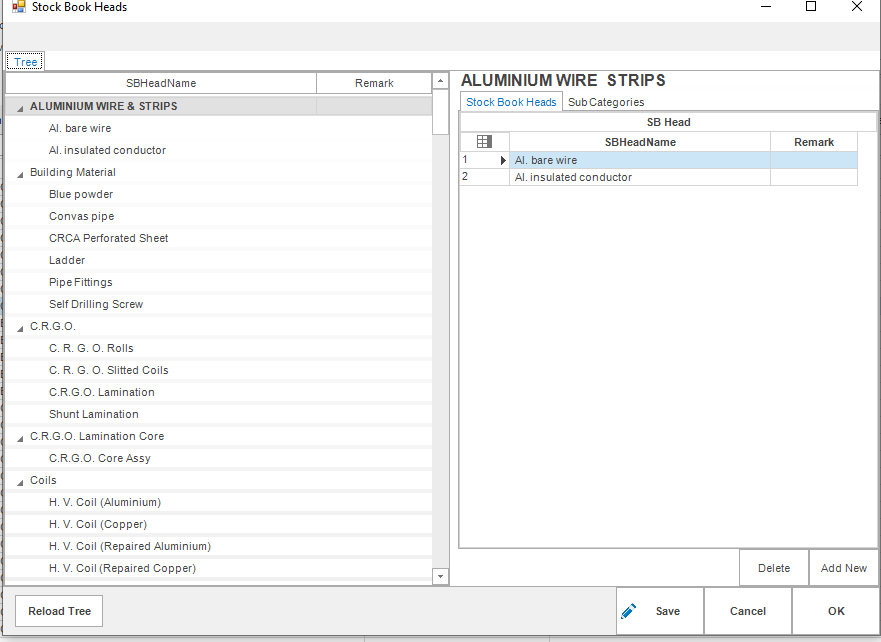 Stock Book Heads
Tree
SBHeadName Remark
ALUMINIUM WIRE & STRIPS
Al. bare wire
Al. insulated conductor
Building Material
Blue powder
Convas pipe
CRCA Perforated Sheet
Ladder
Pipe Fittings
Self Drilling Screw
C.R.G.O.
C. R. G. O. Rolls
C. R. G. O. Slitted Coils
C.R.G.O. Lamination
Shunt Lamination
C.R.G.O. Lamination Core
C.R.G.O. Core Assy
Coils
H. V. Coil (Aluminium)
H. V. Coil (Copper)
H. V. Coil (Repaired Aluminium)
H. V. Coil (Repaired Copper)
Reload Tree
ALUMINIUM WIRE STRIPS
Stock Book Heads Sub Categories
SB Head
SBHeadName Remark
1 Al. bare wire
2 Al. insulated conductor
Delete Add New
Save Cancel OK